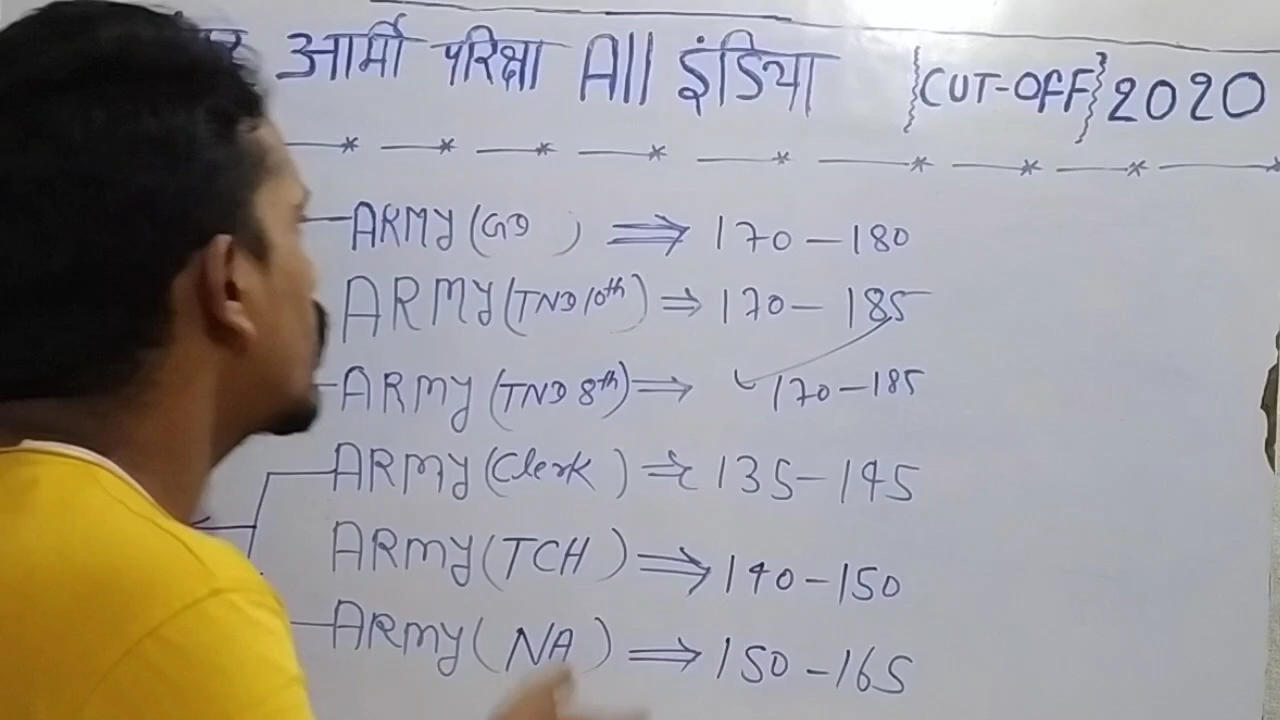 आर्मी परिक्षा All इंडिया {CUT-OFF} 2020
ARMY (GD) ⇒ 170 - 180
ARMY (TND 10th) ⇒ 170 - 185
ARMY (TND 8th) ⇒ 170 - 185
ARMY (Clerk) ⇒ 135 - 145
ARMY (TCH) ⇒ 140 - 150
ARMY (NA) ⇒ 150 - 165